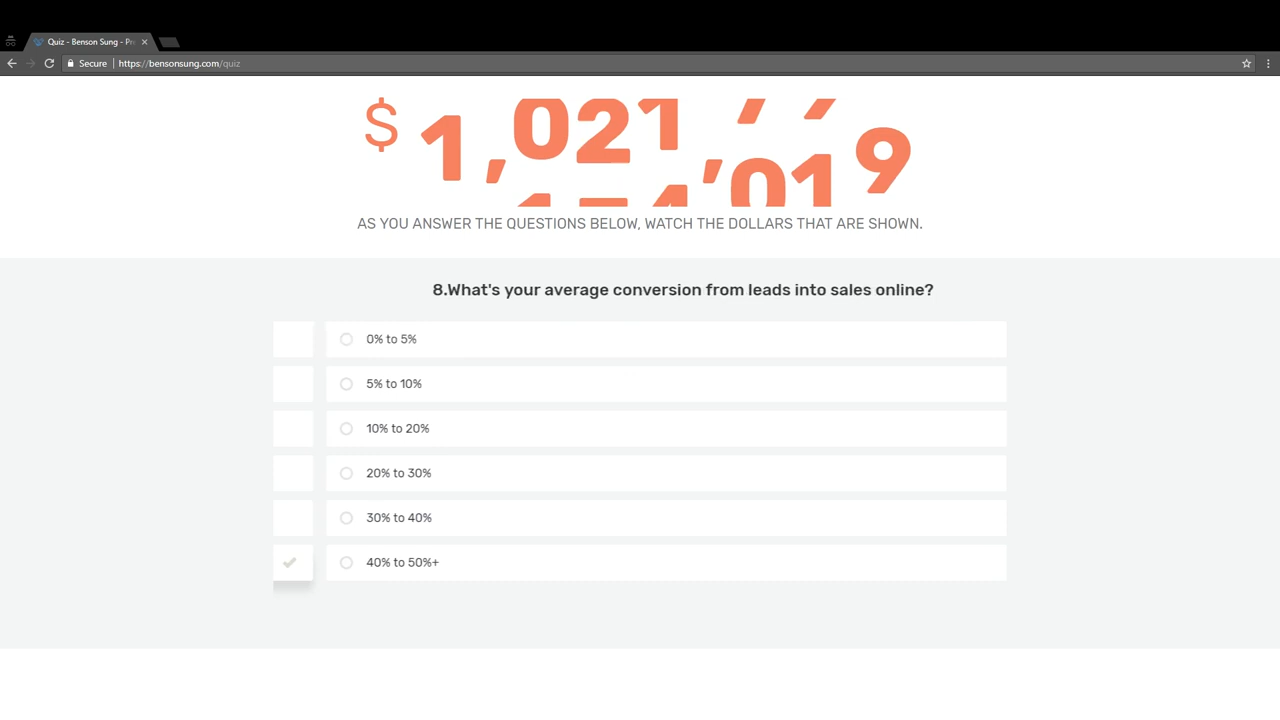 Quiz - Benson Sung - Pr
Secure
https://bensonsung.com/quiz
$ 1,
AS YOU ANSWER THE QUESTIONS BELOW, WATCH THE DOLLARS THAT ARE SHOWN.
8.What's your average conversion from leads into sales online?
0% to 5%
5% to 10%
10% to 20%
20% to 30%
30% to 40%
40% to 50%+